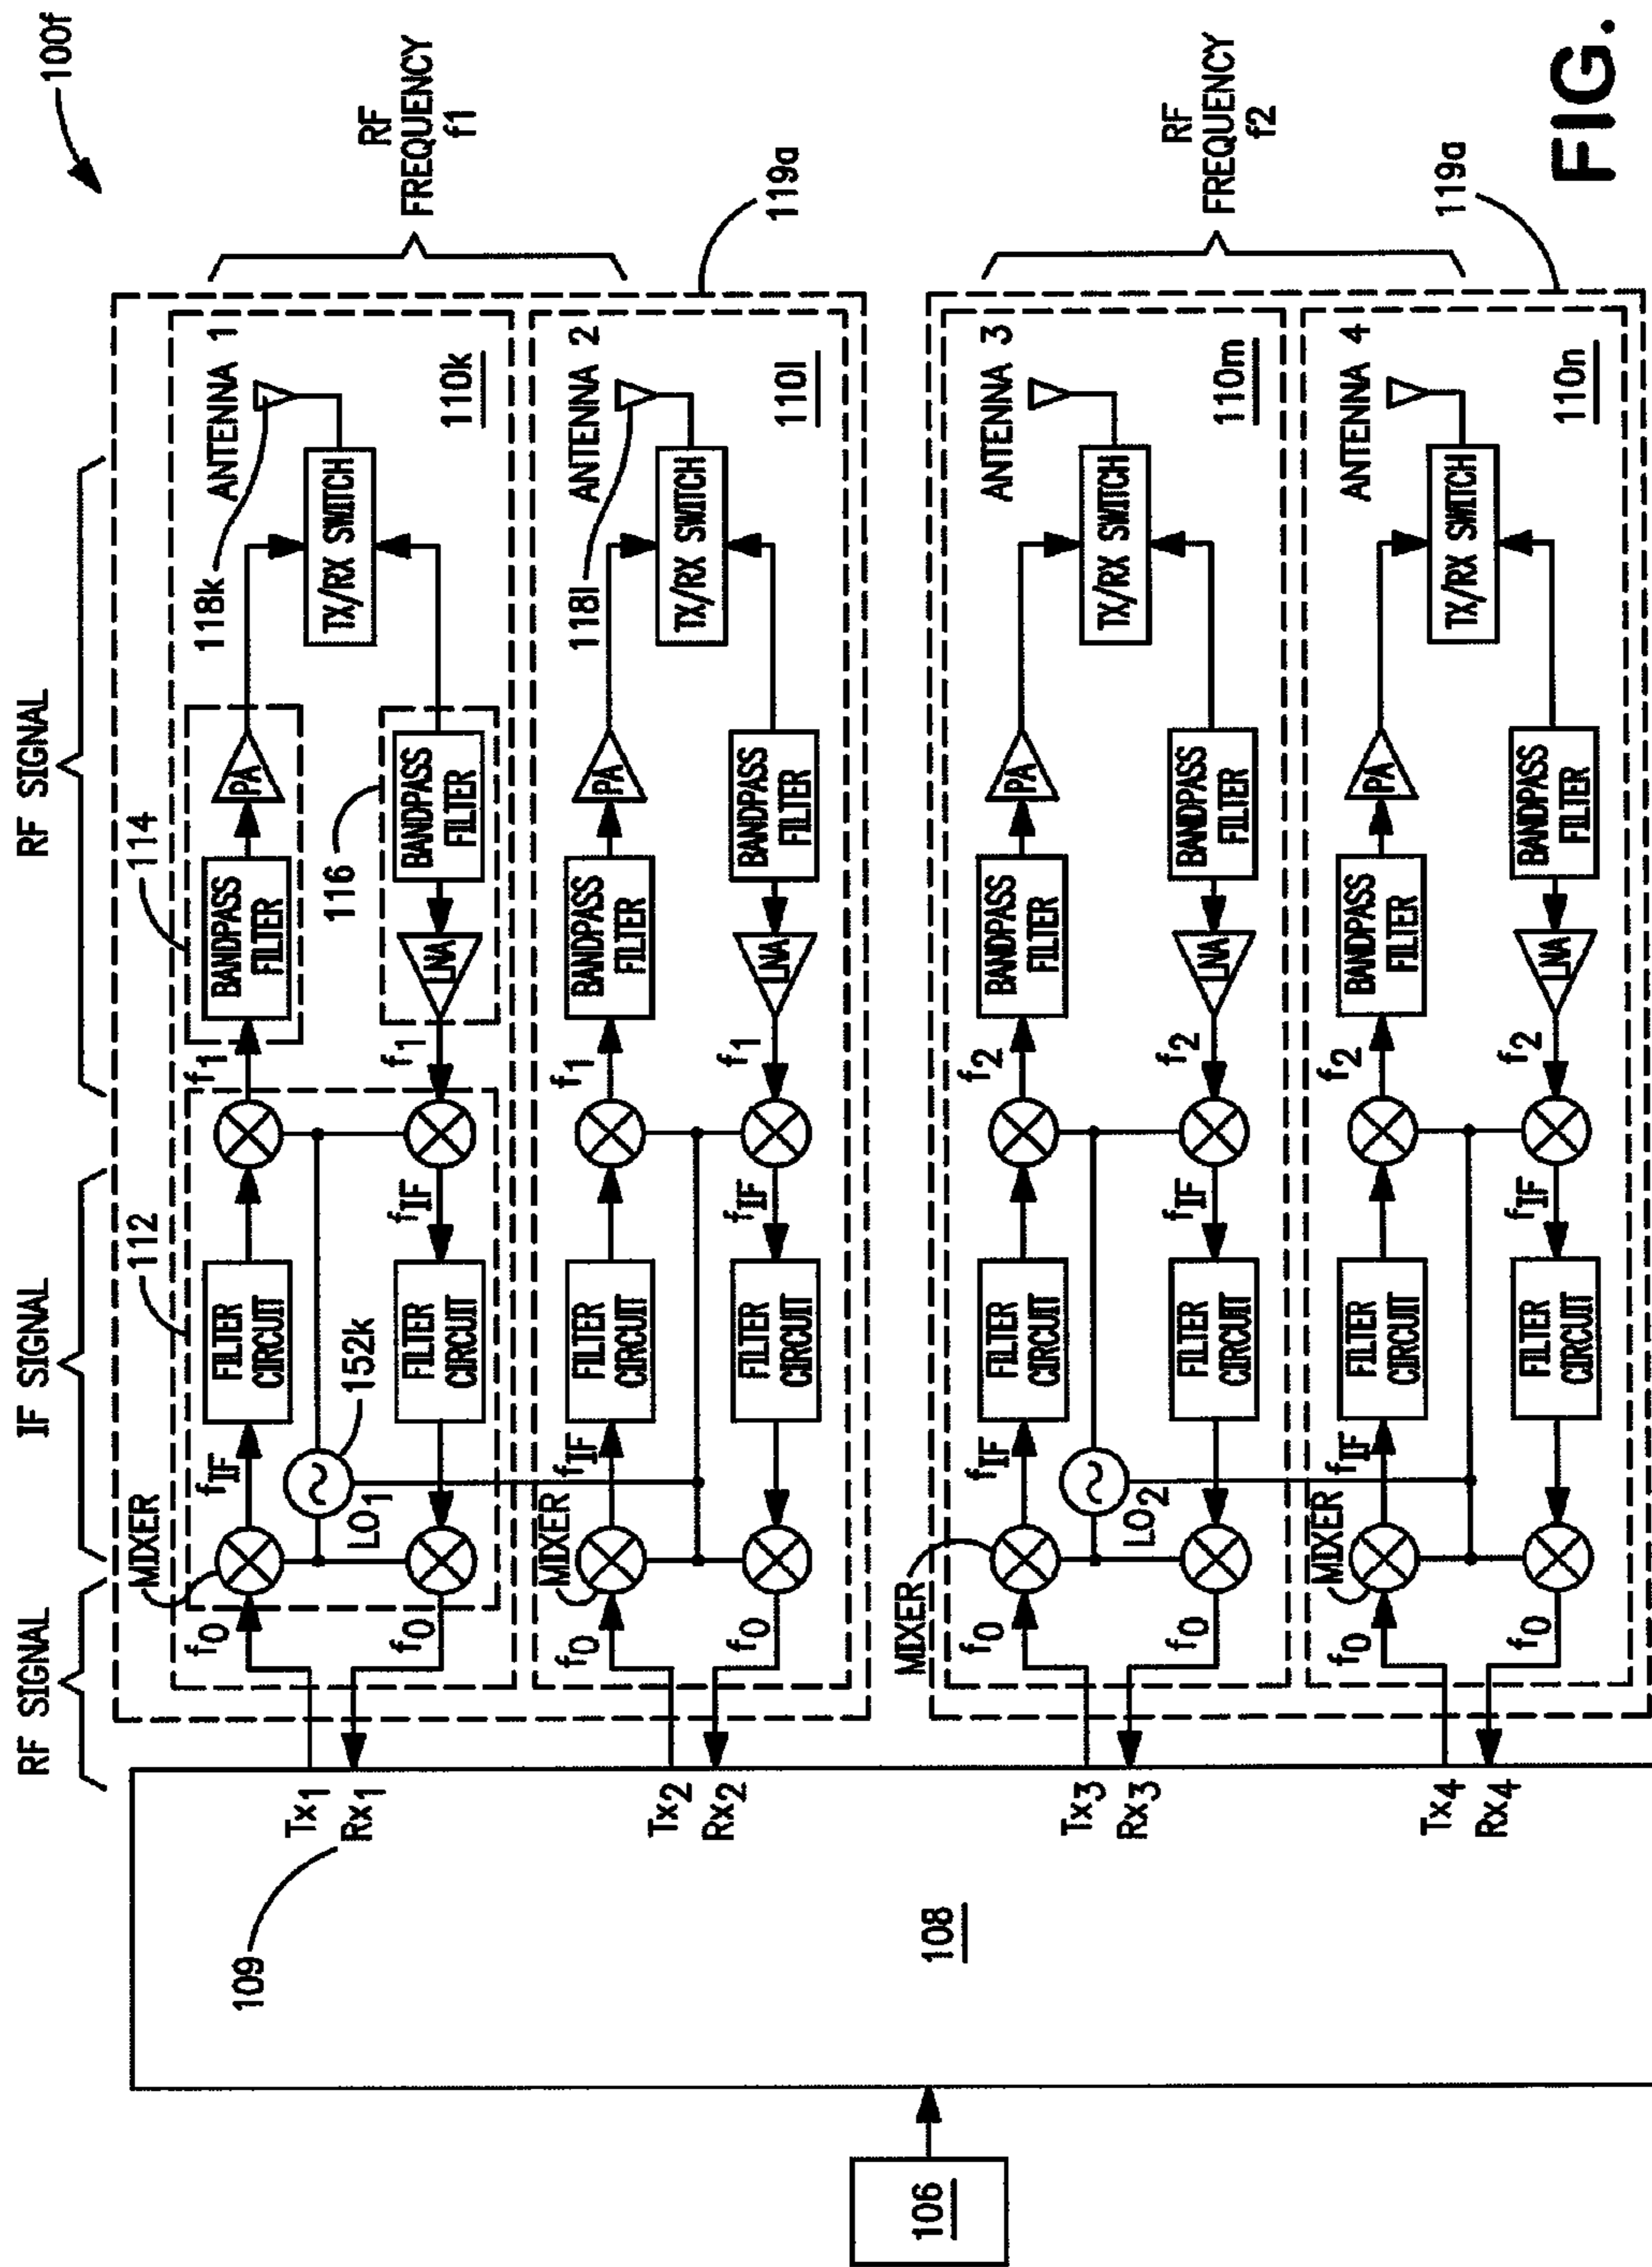 100f
RF SIGNAL
IF SIGNAL
RF SIGNAL
RF
FREQUENCY
f1
119a
MIXER
112
114
118k
ANTENNA 1
f0
fIF
FILTER
CIRCUIT
f1
BANDPASS
FILTER
PA
TX/RX SWITCH
LO1
152k
116
f0
FILTER
CIRCUIT
fIF
f1
LNA
BANDPASS
FILTER
110k
Tx1
Rx1
109
MIXER
118l
ANTENNA 2
f0
fIF
FILTER
CIRCUIT
f1
BANDPASS
FILTER
PA
TX/RX SWITCH
f0
FILTER
CIRCUIT
fIF
f1
LNA
BANDPASS
FILTER
110l
Tx2
Rx2
108
106
RF
FREQUENCY
f2
119a
MIXER
ANTENNA 3
f0
fIF
FILTER
CIRCUIT
f2
BANDPASS
FILTER
PA
TX/RX SWITCH
LO2
f0
FILTER
CIRCUIT
fIF
f2
LNA
BANDPASS
FILTER
110m
Tx3
Rx3
MIXER
ANTENNA 4
f0
fIF
FILTER
CIRCUIT
f2
BANDPASS
FILTER
PA
TX/RX SWITCH
f0
FILTER
CIRCUIT
fIF
f2
LNA
BANDPASS
FILTER
110n
Tx4
Rx4
FIG.